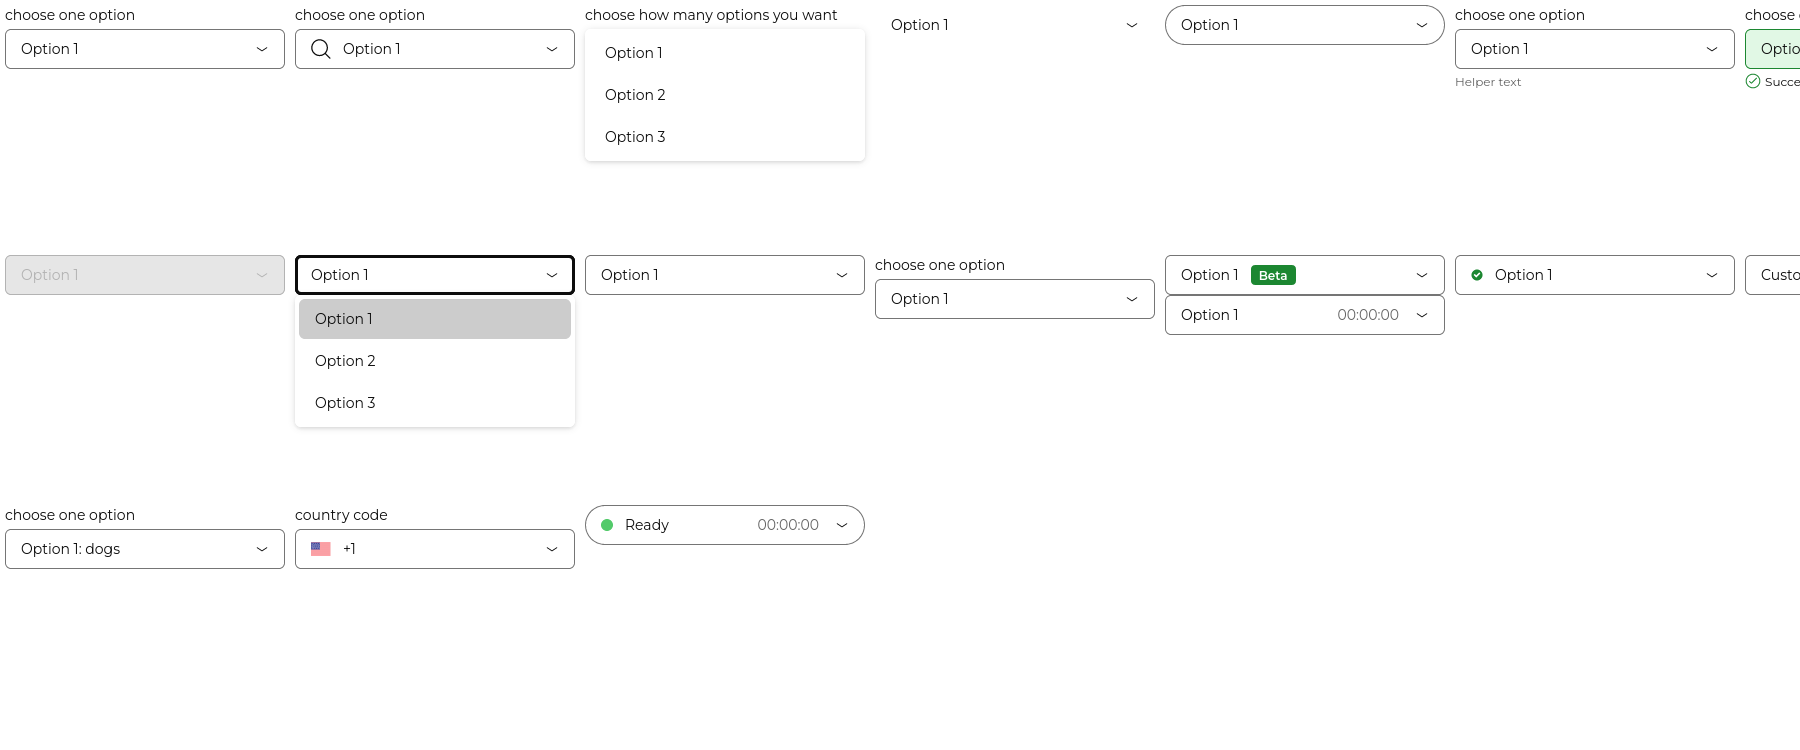 choose one option
Option 1
choose one option
Option 1
choose how many options you want
Option 1
Option 2
Option 3
Option 1
Option 1
choose one option
Option 1
Helper text
choose
Option 1
Option 1
Option 1
Option 2
Option 3
Option 1
choose one option
Option 1
Option 1 Beta
Option 1 00:00:00
Option 1
choose one option
Option 1: dogs
country code
+1
Ready 00:00:00